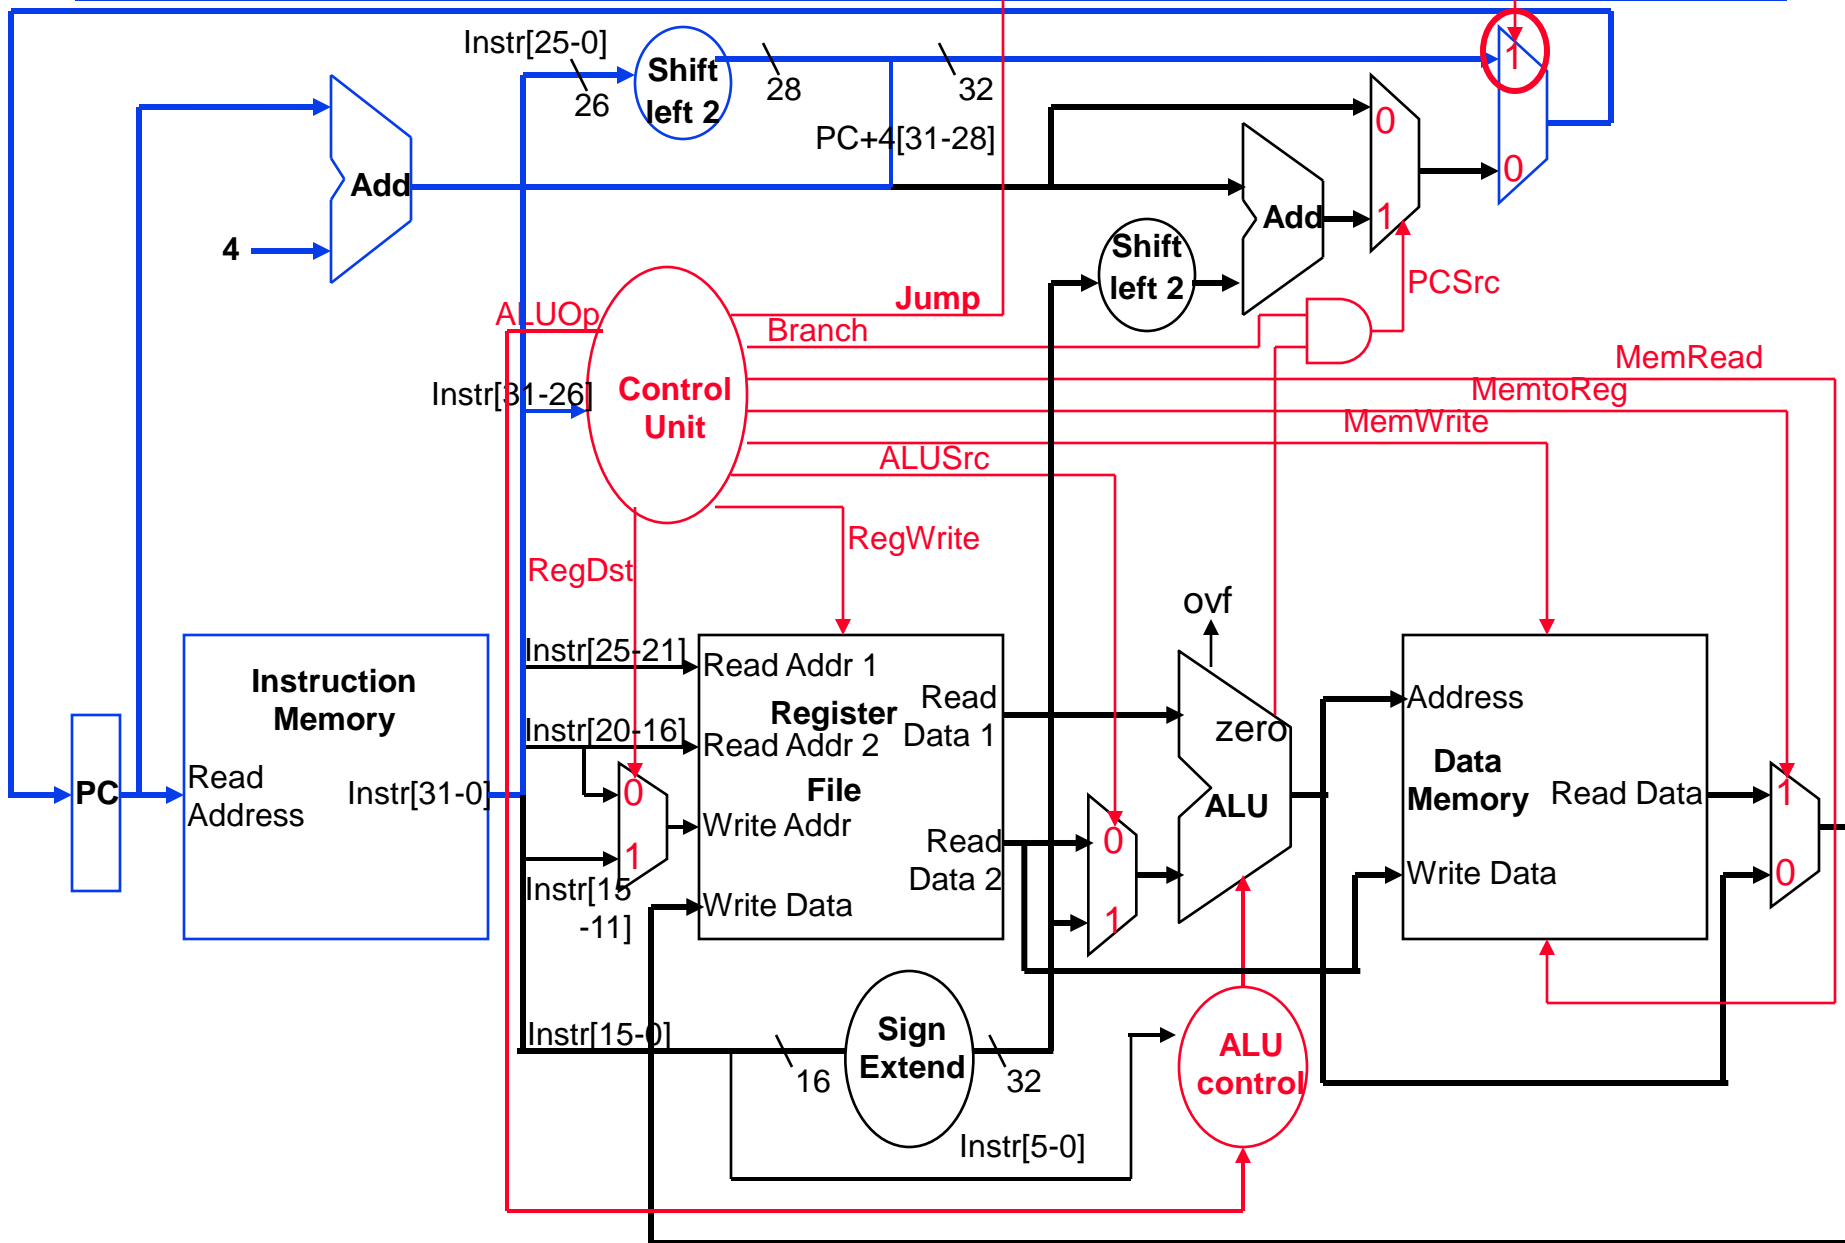 Instr[25-0]
Shift
left 2
26
28
32
1
PC+4[31-28]
0
0
Add
1
Add
4
Shift
left 2
PCSrc
ALUOp
Jump
Branch
MemRead
Instr[31-26]
Control
Unit
MemtoReg
MemWrite
ALUSrc
RegWrite
RegDst
ovf
Instruction
Memory
Instr[25-21]
Read Addr 1
Register
File
Read
Data 1
zero
Address
Instr[20-16]
Read Addr 2
PC
Read
Address
Instr[31-0]
0
1
Write Addr
Read
Data 2
0
1
ALU
Data
Memory
Read Data
1
0
Write Data
Instr[15
-11]
Write Data
Instr[15-0]
16
Sign
Extend
32
ALU
control
Instr[5-0]